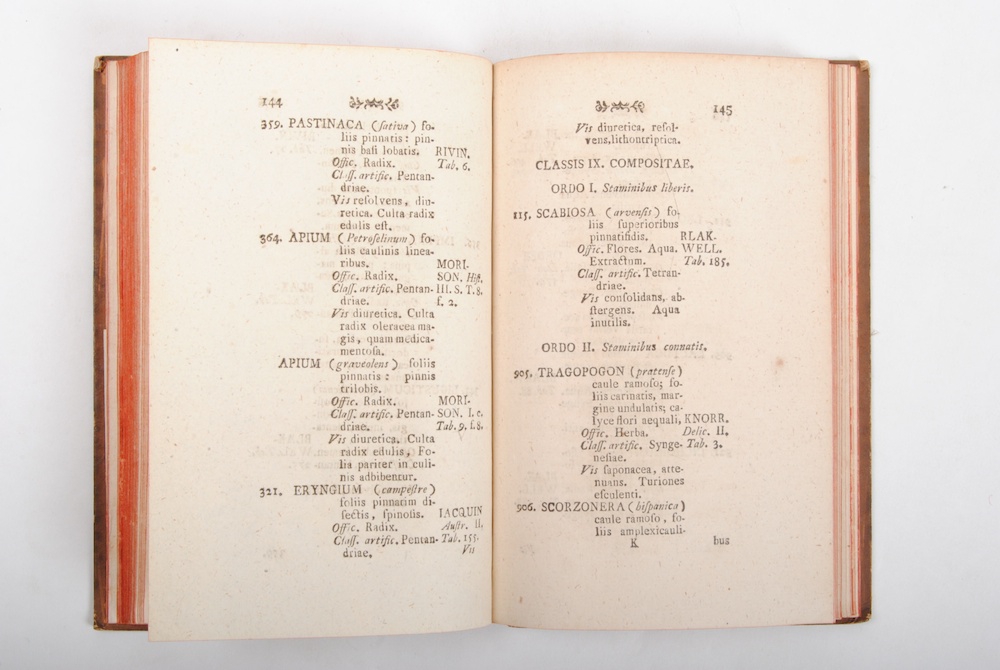 144
359. PASTINACA (ſativa) fo-
liis pinnatis: pin-
nis baſi lobatis. RIVIN.
Offic. Radix. Tab. 6.
Claſſ. artific. Pentan-
driae.
Vis reſolvens, diu-
retica. Culta radix
edulis eſt.
364. APIUM (Petroſelinum) fo-
liis caulinis linea-
ribus. MORI-
Offic. Radix. SON. Hiſt.
Claſſ. artific. Pentan- III. S. T. 8.
driae. f. 2.
Vis diuretica. Culta
radix oleracea ma-
gis, quam medica-
mentoſa.
APIUM (graveolens) foliis
pinnatis: pinnis
trilobis.
Offic. Radix. MORI-
Claſſ. artific. Pentan- SON. I. c.
driae. Tab. 9. f. 8.
Vis diuretica. Culta
radix edulis, Fo-
lia pariter in culi-
nis adbibentur.
321. ERYNGIUM (campeſtre)
foliis pinnatim di-
ſectis, ſpinoſis. IACQUIN
Offic. Radix. Auſtr. II.
Claſſ. artific. Pentan- Tab. 155.
driae. Vis
145
Vis diuretica, reſol-
vens, lithontriptica.
CLASSIS IX. COMPOSITAE.
ORDO I. Staminibus liberis.
115. SCABIOSA (arvenſis) fo-
liis ſuperioribus
pinnatifidis. BLAK-
Offic. Flores. Aqua. WELL.
Extractum. Tab. 185.
Claſſ. artific. Tetran-
driae.
Vis conſolidans, ab-
ſtergens. Aqua
inutilis.
ORDO II. Staminibus connatis.
905. TRAGOPOGON (pratenſe)
caule ramoſo; fo-
liis carinatis, mar-
gine undulatis; ca-
lyce flori aequali, KNORR.
Offic. Herba. Delic. II.
Claſſ. artific. Synge- Tab. 3.
neſiae.
Vis ſaponacea, atte-
nuans. Turiones
eſculenti.
906. SCORZONERA (hiſpanica)
caule ramoſo, fo-
liis amplexicauli-
K bus